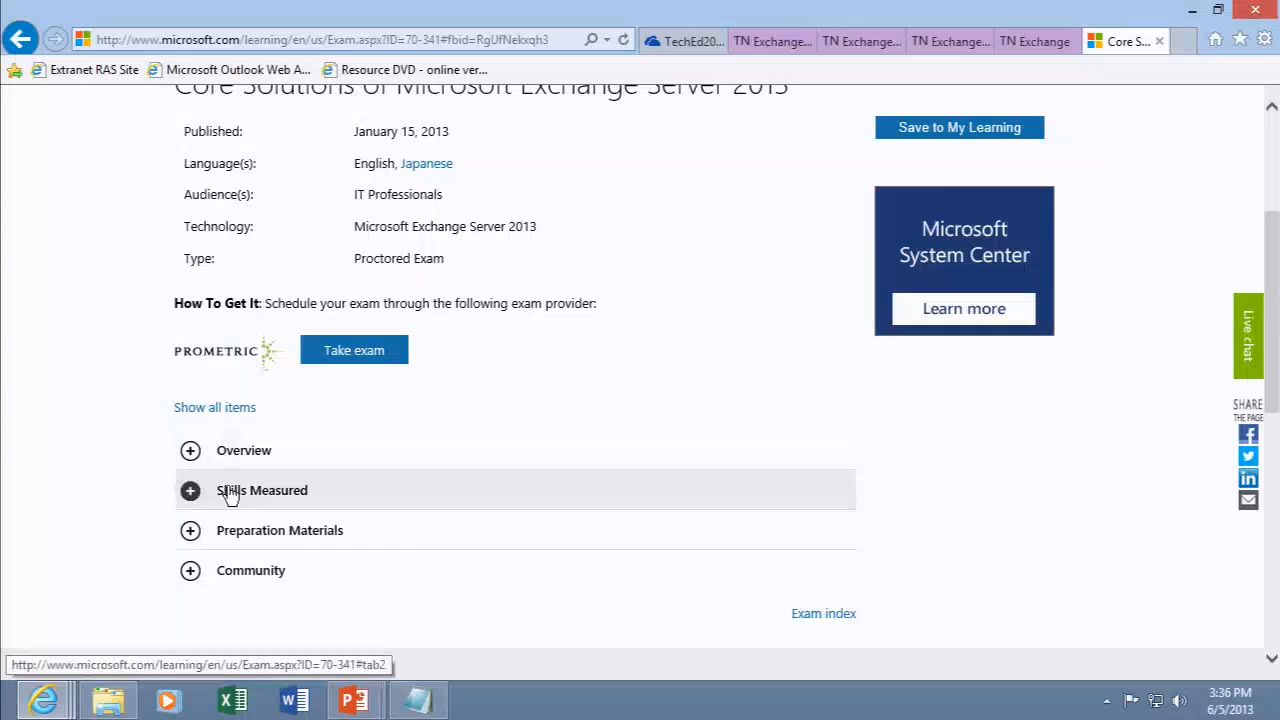 http://www.microsoft.com/learning/en/us/Exam.aspx?ID=70-341#fbid=RgUfNekxqh3
TechEd20...
TN Exchange...
TN Exchange...
TN Exchange...
TN Exchange
Core S...
Extranet RAS Site
Microsoft Outlook Web A...
Resource DVD - online ver...
Core Solutions of Microsoft Exchange Server 2013
Published: January 15, 2013
Save to My Learning
Language(s): English, Japanese
Audience(s): IT Professionals
Technology: Microsoft Exchange Server 2013
Type: Proctored Exam
Microsoft
System Center
Learn more
How To Get It: Schedule your exam through the following exam provider:
PROMETRIC
Take exam
Live chat
SHARE
THE PAGE
Show all items
Overview
Skills Measured
Preparation Materials
Community
Exam index
http://www.microsoft.com/learning/en/us/Exam.aspx?ID=70-341#tab2
3:36 PM
6/5/2013